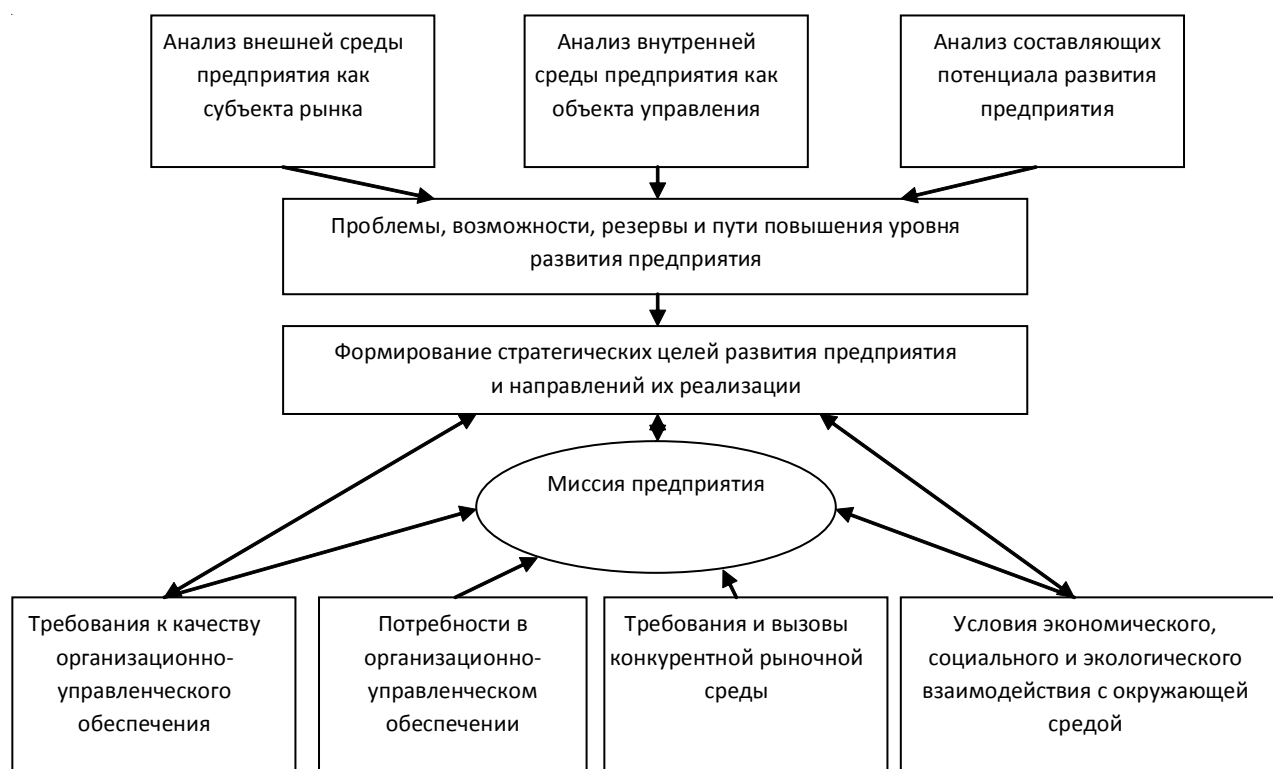 Анализ внешней среды
предприятия как
субъекта рынка
Анализ внутренней
среды предприятия как
объекта управления
Анализ составляющих
потенциала развития
предприятия
Проблемы, возможности, резервы и пути повышения уровня
развития предприятия
Формирование стратегических целей развития предприятия
и направлений их реализации
Миссия предприятия
Требования к качеству
организационно-
управленческого
обеспечения
Потребности в
организационно-
управленческом
обеспечении
Требования и вызовы
конкурентной рыночной
среды
Условия экономического,
социального и экологического
взаимодействия с окружающей
средой